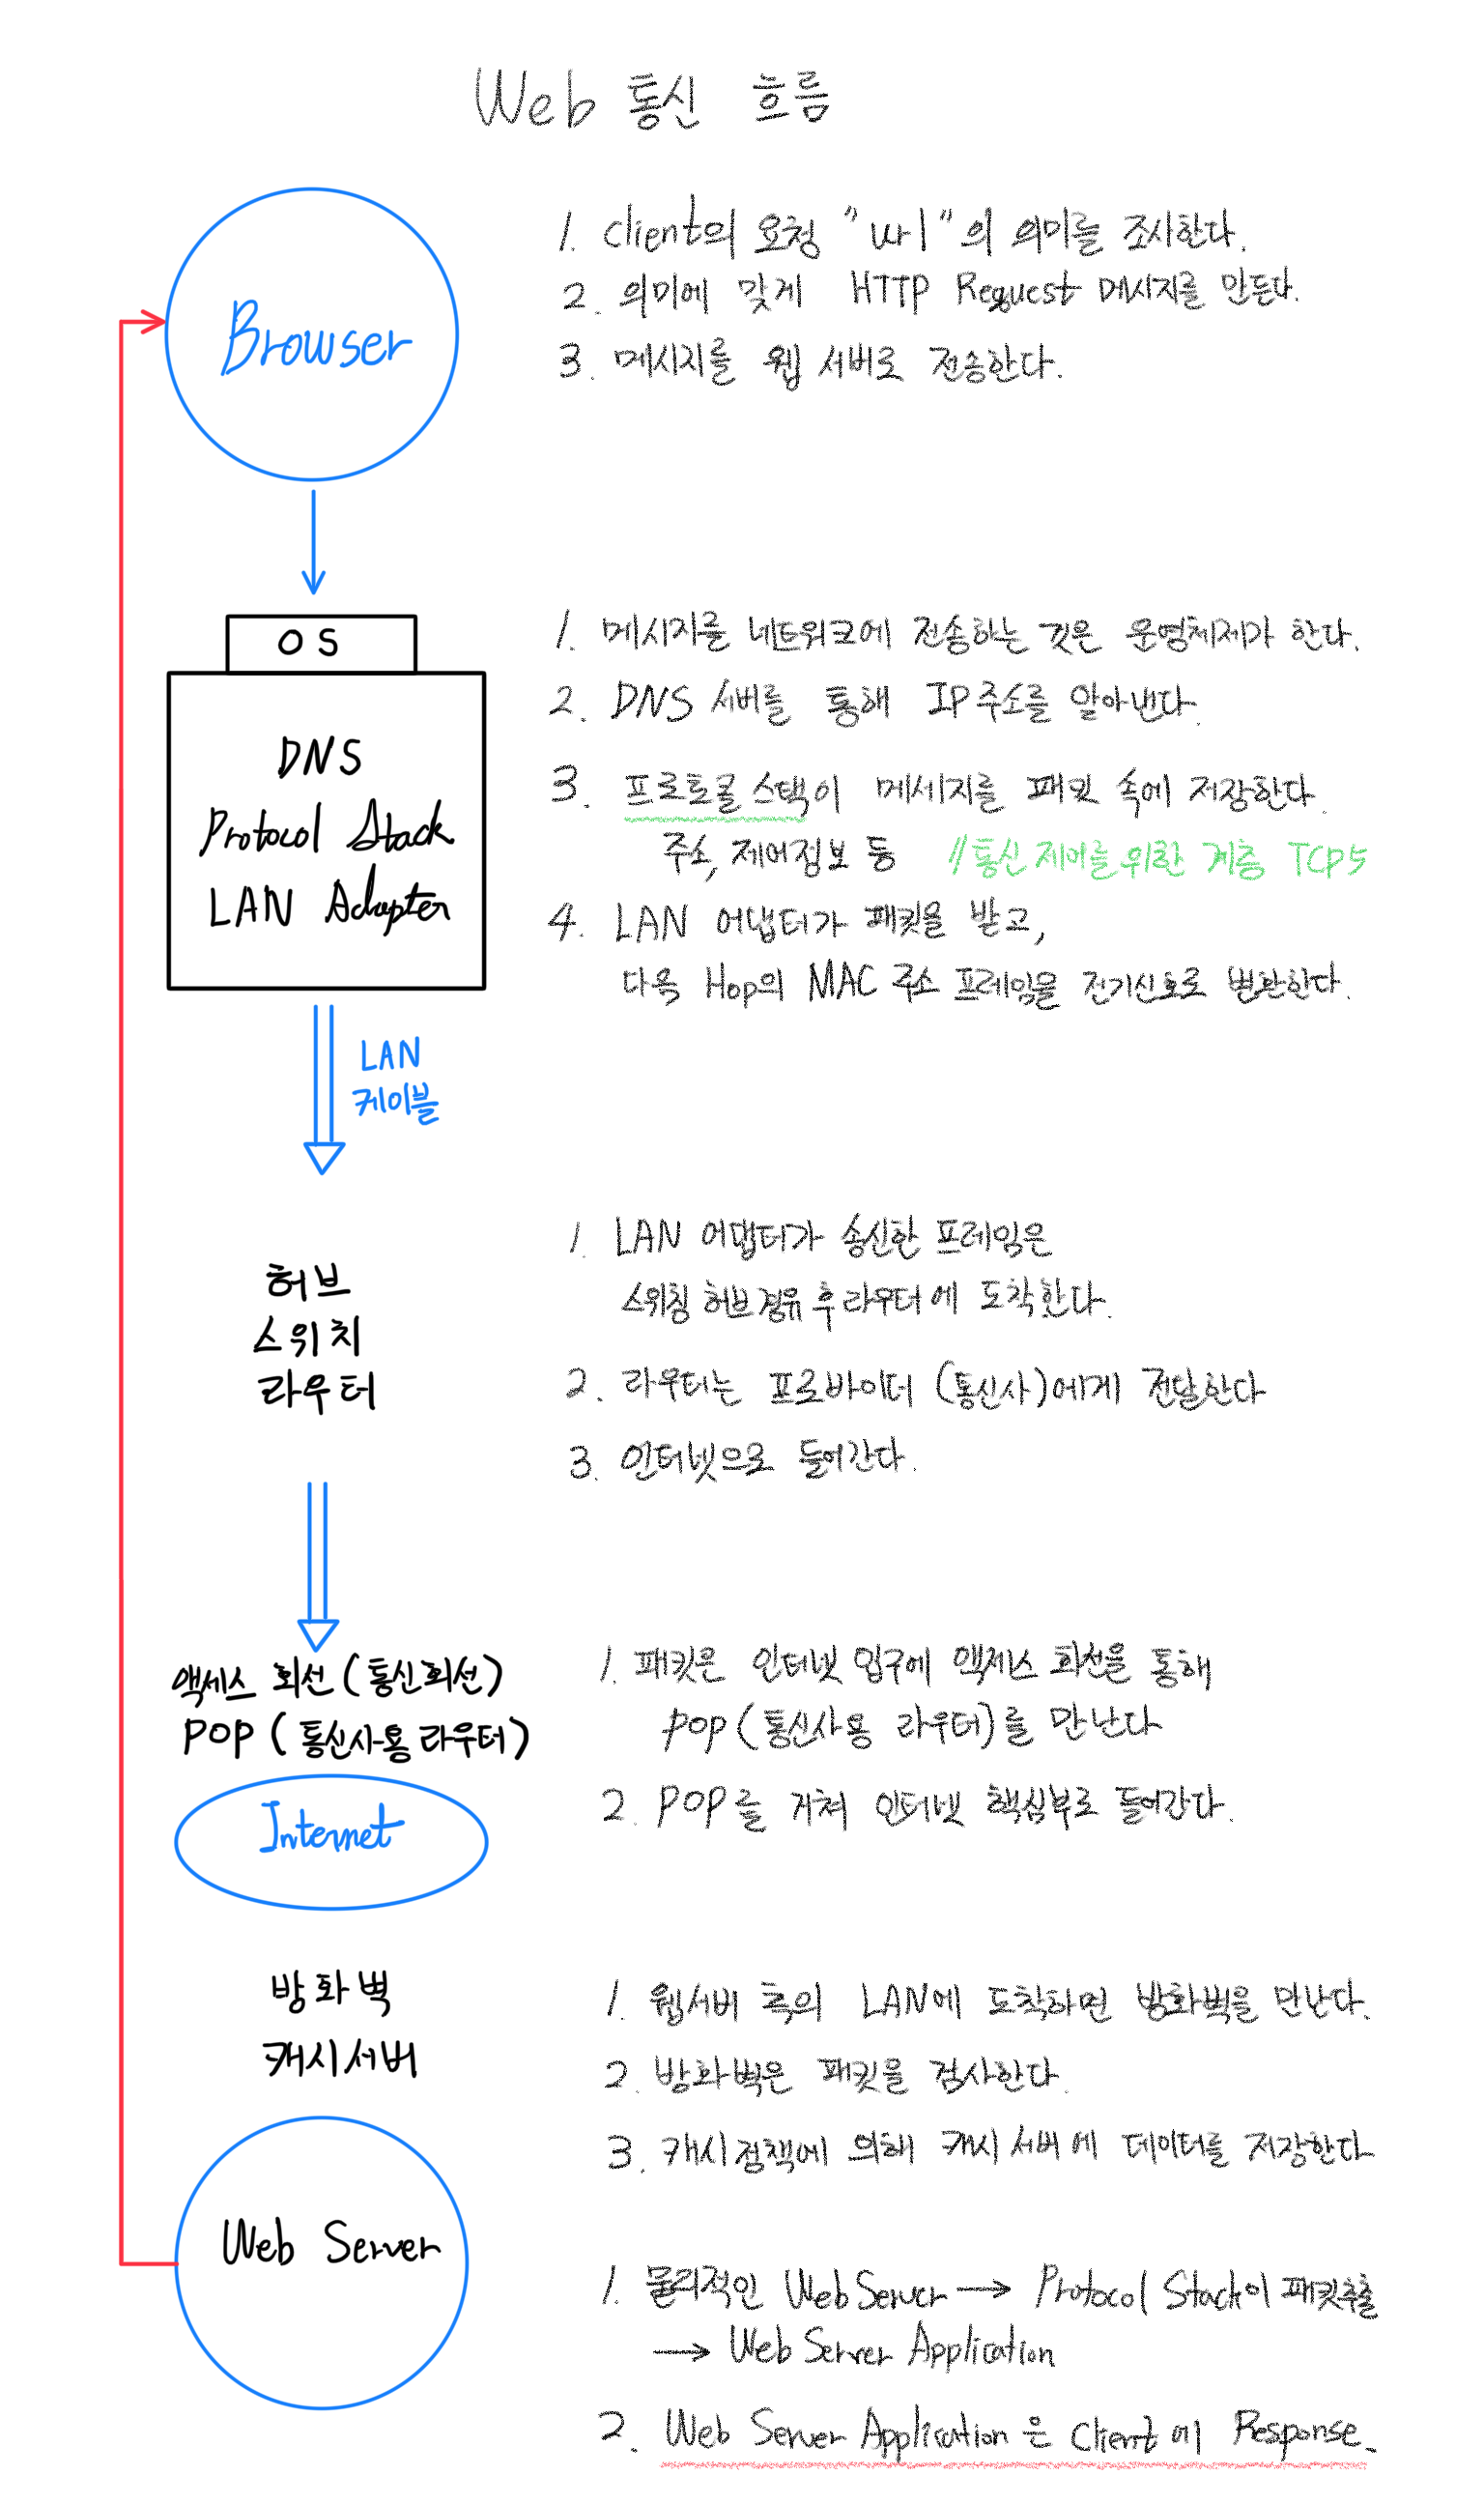 Web 통신 흐름
Browser
1. client의 요청 "url"의 의미를 조사한다.
2. 의미에 맞게 HTTP Request 메시지를 만든다.
3. 메시지를 웹 서버로 전송한다.
OS
DNS
Protocol Stack
LAN Adapter
1. 메시지를 네트워크에 전송하는 것은 운영체제가 한다.
2. DNS 서버를 통해 IP주소를 알아낸다.
3. 프로토콜 스택이 메세지를 패킷 속에 저장한다.
주소, 제어정보 등 //통신 제어를 위한 계층 TCP5
4. LAN 어댑터가 패킷을 받고,
다음 Hop의 MAC 주소 프레임을 전기신호로 변환한다.
LAN
케이블
허브
스위치
라우터
1. LAN 어댑터가 송신한 프레임은
스위칭 허브 경유 후 라우터에 도착한다.
2. 라우터는 프로바이더 (통신사)에게 전달한다
3. 인터넷으로 들어간다.
액세스 회선 (통신회선)
POP (통신사용 라우터)
Internet
1. 패킷은 인터넷 입구에 액세스 회선을 통해
pop (통신사용 라우터)를 만난다
2. POP를 거쳐 인터넷 핵심부로 들어간다.
방화벽
캐시서버
1. 웹서버 측의 LAN에 도착하면 방화벽을 만난다.
2. 방화벽은 패킷을 검사한다.
3. 캐시정책에 의해 캐시 서버에 데이터를 저장한다
Web Server
1. 물리적인 Web Server → Protocol Stack이 패킷추출
→ Web Server Application
2. Web Server Application은 Client에 Response.